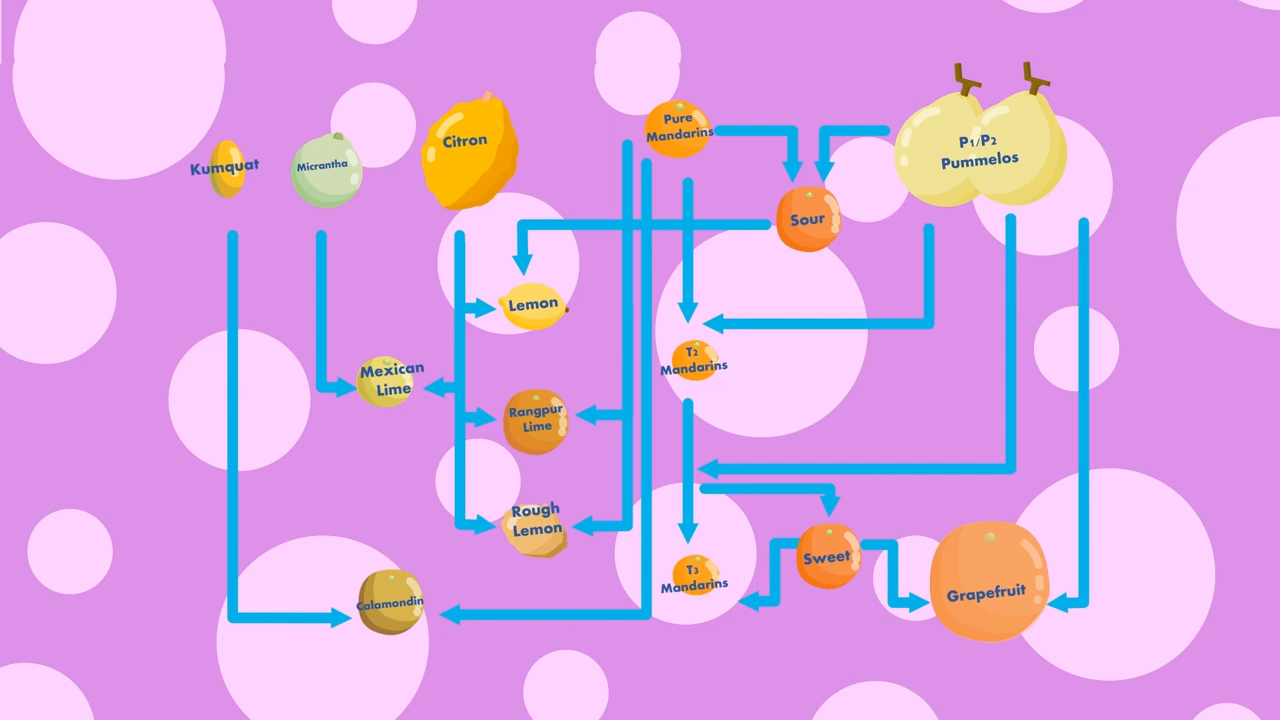 Kumquat
Micrantha
Citron
Pure
Mandarins
P1/P2
Pummelos
Sour
Lemon
T2
Mandarins
Mexican
Lime
Rangpur
Lime
Rough
Lemon
Sweet
T3
Mandarins
Grapefruit
Calamondin